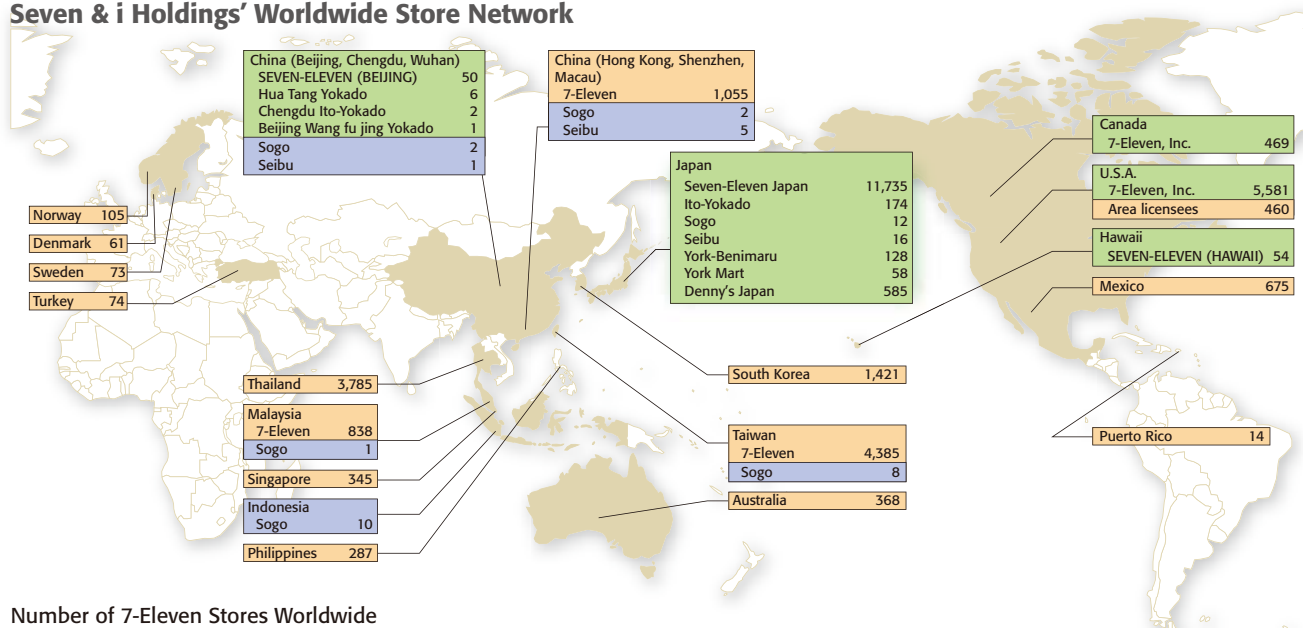 Seven & i Holdings' Worldwide Store Network
China (Beijing, Chengdu, Wuhan)
SEVEN-ELEVEN (BEIJING) 50
Hua Tang Yokado 6
Chengdu Ito-Yokado 2
Beijing Wang fu jing Yokado 1
Sogo 2
Seibu 1
China (Hong Kong, Shenzhen,
Macau)
7-Eleven 1,055
Sogo 2
Seibu 5
Japan
Seven-Eleven Japan 11,735
Ito-Yokado 174
Sogo 12
Seibu 16
York-Benimaru 128
York Mart 58
Denny's Japan 585
Canada
7-Eleven, Inc. 469
U.S.A.
7-Eleven, Inc. 5,581
Area licensees 460
Hawaii
SEVEN-ELEVEN (HAWAII) 54
Mexico 675
Norway 105
Denmark 61
Sweden 73
Turkey 74
Thailand 3,785
Malaysia
7-Eleven 838
Sogo 1
Singapore 345
Indonesia
Sogo 10
Philippines 287
South Korea 1,421
Taiwan
7-Eleven 4,385
Sogo 8
Australia 368
Puerto Rico 14
Number of 7-Eleven Stores Worldwide